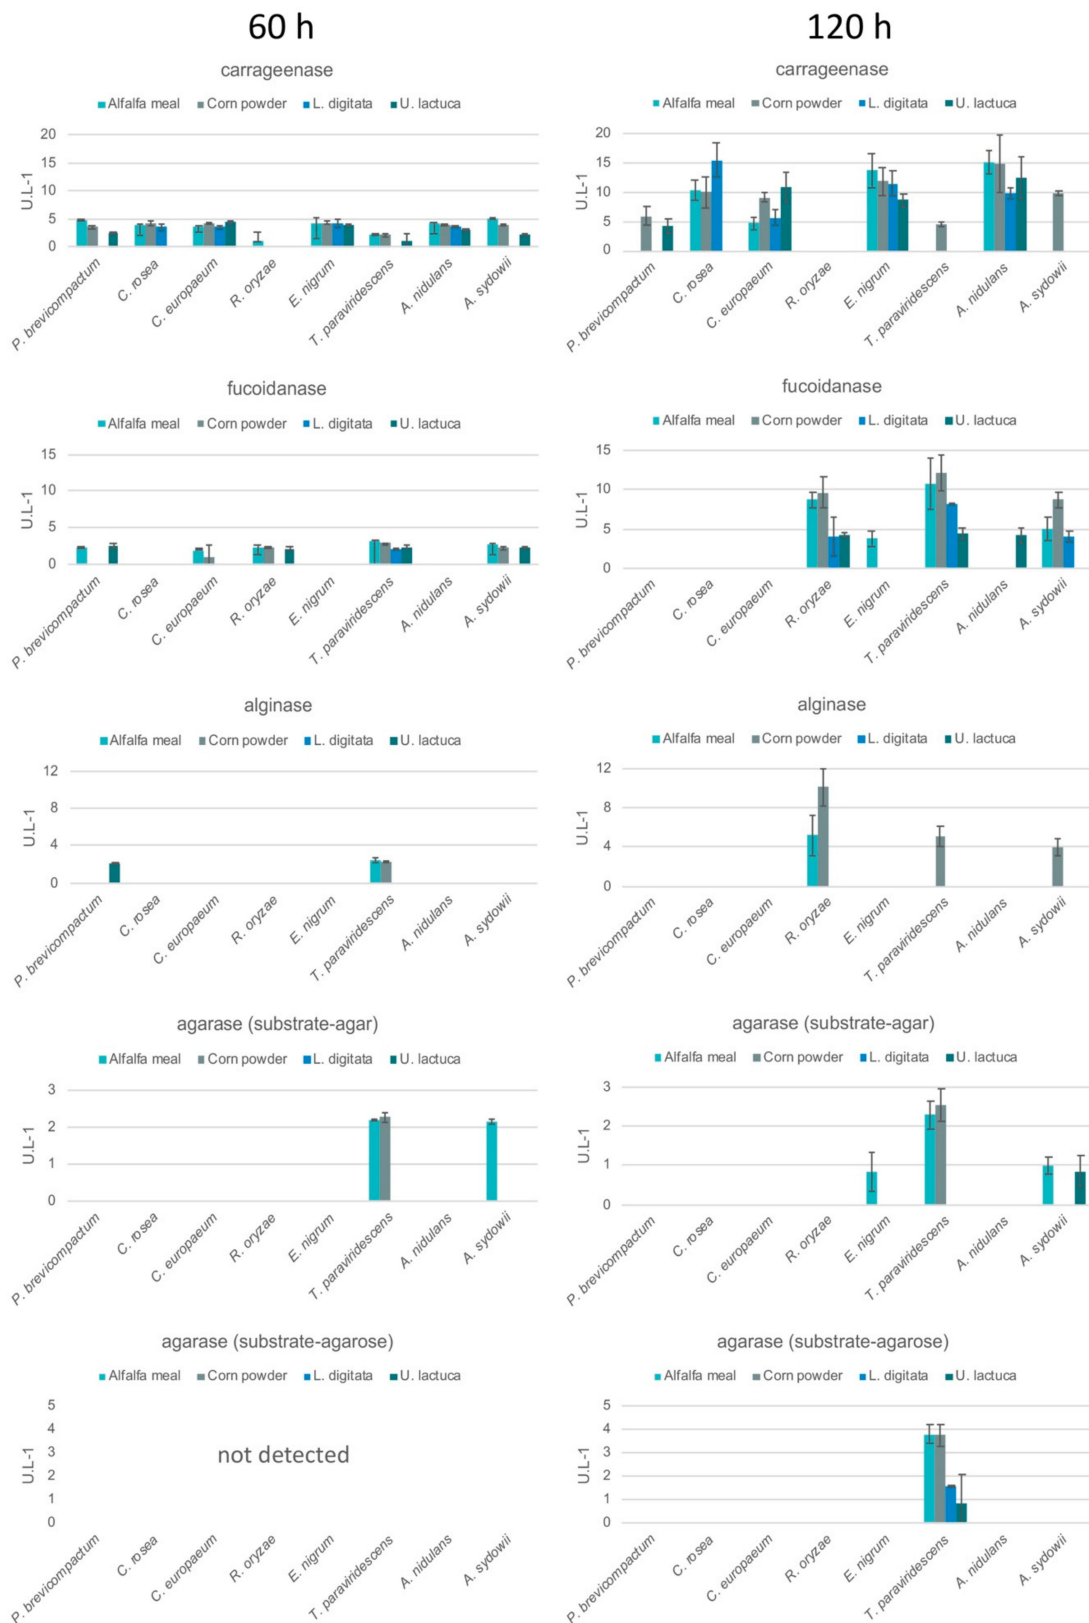 60 h
120 h
carrageenase
Alfalfa meal Corn powder L. digitata U. lactuca
U.L-1
20
15
10
5
0
P. brevicompactum
C. rosea
C. europaeum
R. oryzae
E. nigrum
T. paraviridescens
A. nidulans
A. sydowii
carrageenase
Alfalfa meal Corn powder L. digitata U. lactuca
U.L-1
20
15
10
5
0
P. brevicompactum
C. rosea
C. europaeum
R. oryzae
E. nigrum
T. paraviridescens
A. nidulans
A. sydowii
fucoidanase
Alfalfa meal Corn powder L. digitata U. lactuca
U.L-1
15
10
5
0
P. brevicompactum
C. rosea
C. europaeum
R. oryzae
E. nigrum
T. paraviridescens
A. nidulans
A. sydowii
fucoidanase
Alfalfa meal Corn powder L. digitata U. lactuca
U.L-1
15
10
5
0
P. brevicompactum
C. rosea
C. europaeum
R. oryzae
E. nigrum
T. paraviridescens
A. nidulans
A. sydowii
alginase
Alfalfa meal Corn powder L. digitata U. lactuca
U.L-1
12
8
4
0
P. brevicompactum
C. rosea
C. europaeum
R. oryzae
E. nigrum
T. paraviridescens
A. nidulans
A. sydowii
alginase
Alfalfa meal Corn powder L. digitata U. lactuca
U.L-1
12
8
4
0
P. brevicompactum
C. rosea
C. europaeum
R. oryzae
E. nigrum
T. paraviridescens
A. nidulans
A. sydowii
agarase (substrate-agar)
Alfalfa meal Corn powder L. digitata U. lactuca
U.L-1
3
2
1
0
P. brevicompactum
C. rosea
C. europaeum
R. oryzae
E. nigrum
T. paraviridescens
A. nidulans
A. sydowii
agarase (substrate-agar)
Alfalfa meal Corn powder L. digitata U. lactuca
U.L-1
3
2
1
0
P. brevicompactum
C. rosea
C. europaeum
R. oryzae
E. nigrum
T. paraviridescens
A. nidulans
A. sydowii
agarase (substrate-agarose)
Alfalfa meal Corn powder L. digitata U. lactuca
U.L-1
5
4
3
2
1
0
not detected
P. brevicompactum
C. rosea
C. europaeum
R. oryzae
E. nigrum
T. paraviridescens
A. nidulans
A. sydowii
agarase (substrate-agarose)
Alfalfa meal Corn powder L. digitata U. lactuca
U.L-1
5
4
3
2
1
0
P. brevicompactum
C. rosea
C. europaeum
R. oryzae
E. nigrum
T. paraviridescens
A. nidulans
A. sydowii